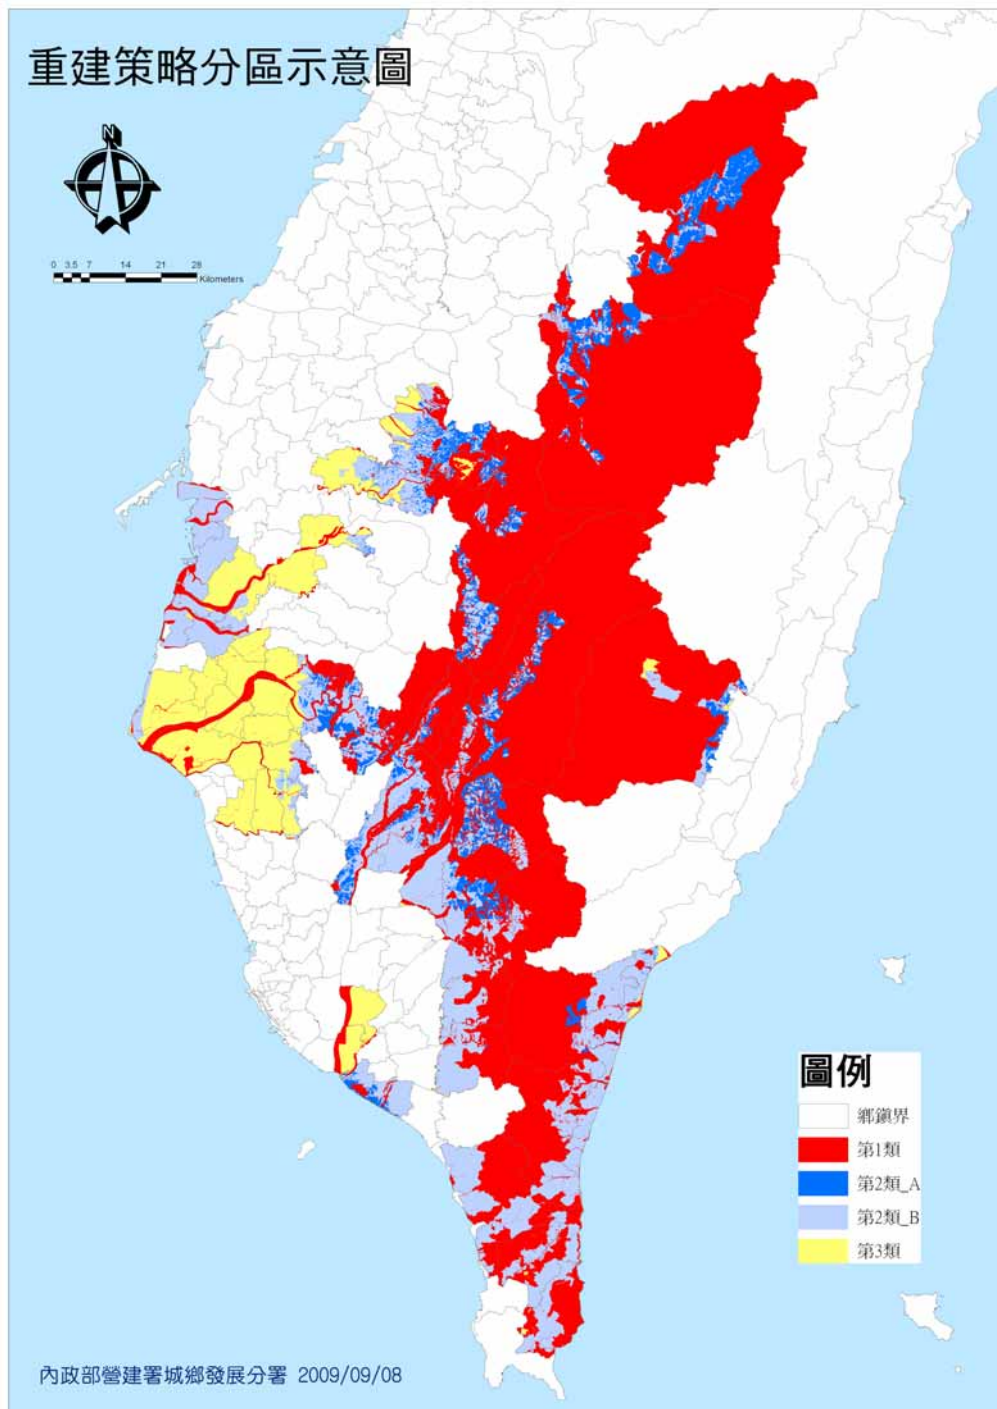 重建策略分區示意圖
N
0 3.5 7 14 21 28
Kilometers
圖例
鄉鎮界
第1類
第2類_A
第2類_B
第3類
內政部營建署城鄉發展分署 2009/09/08